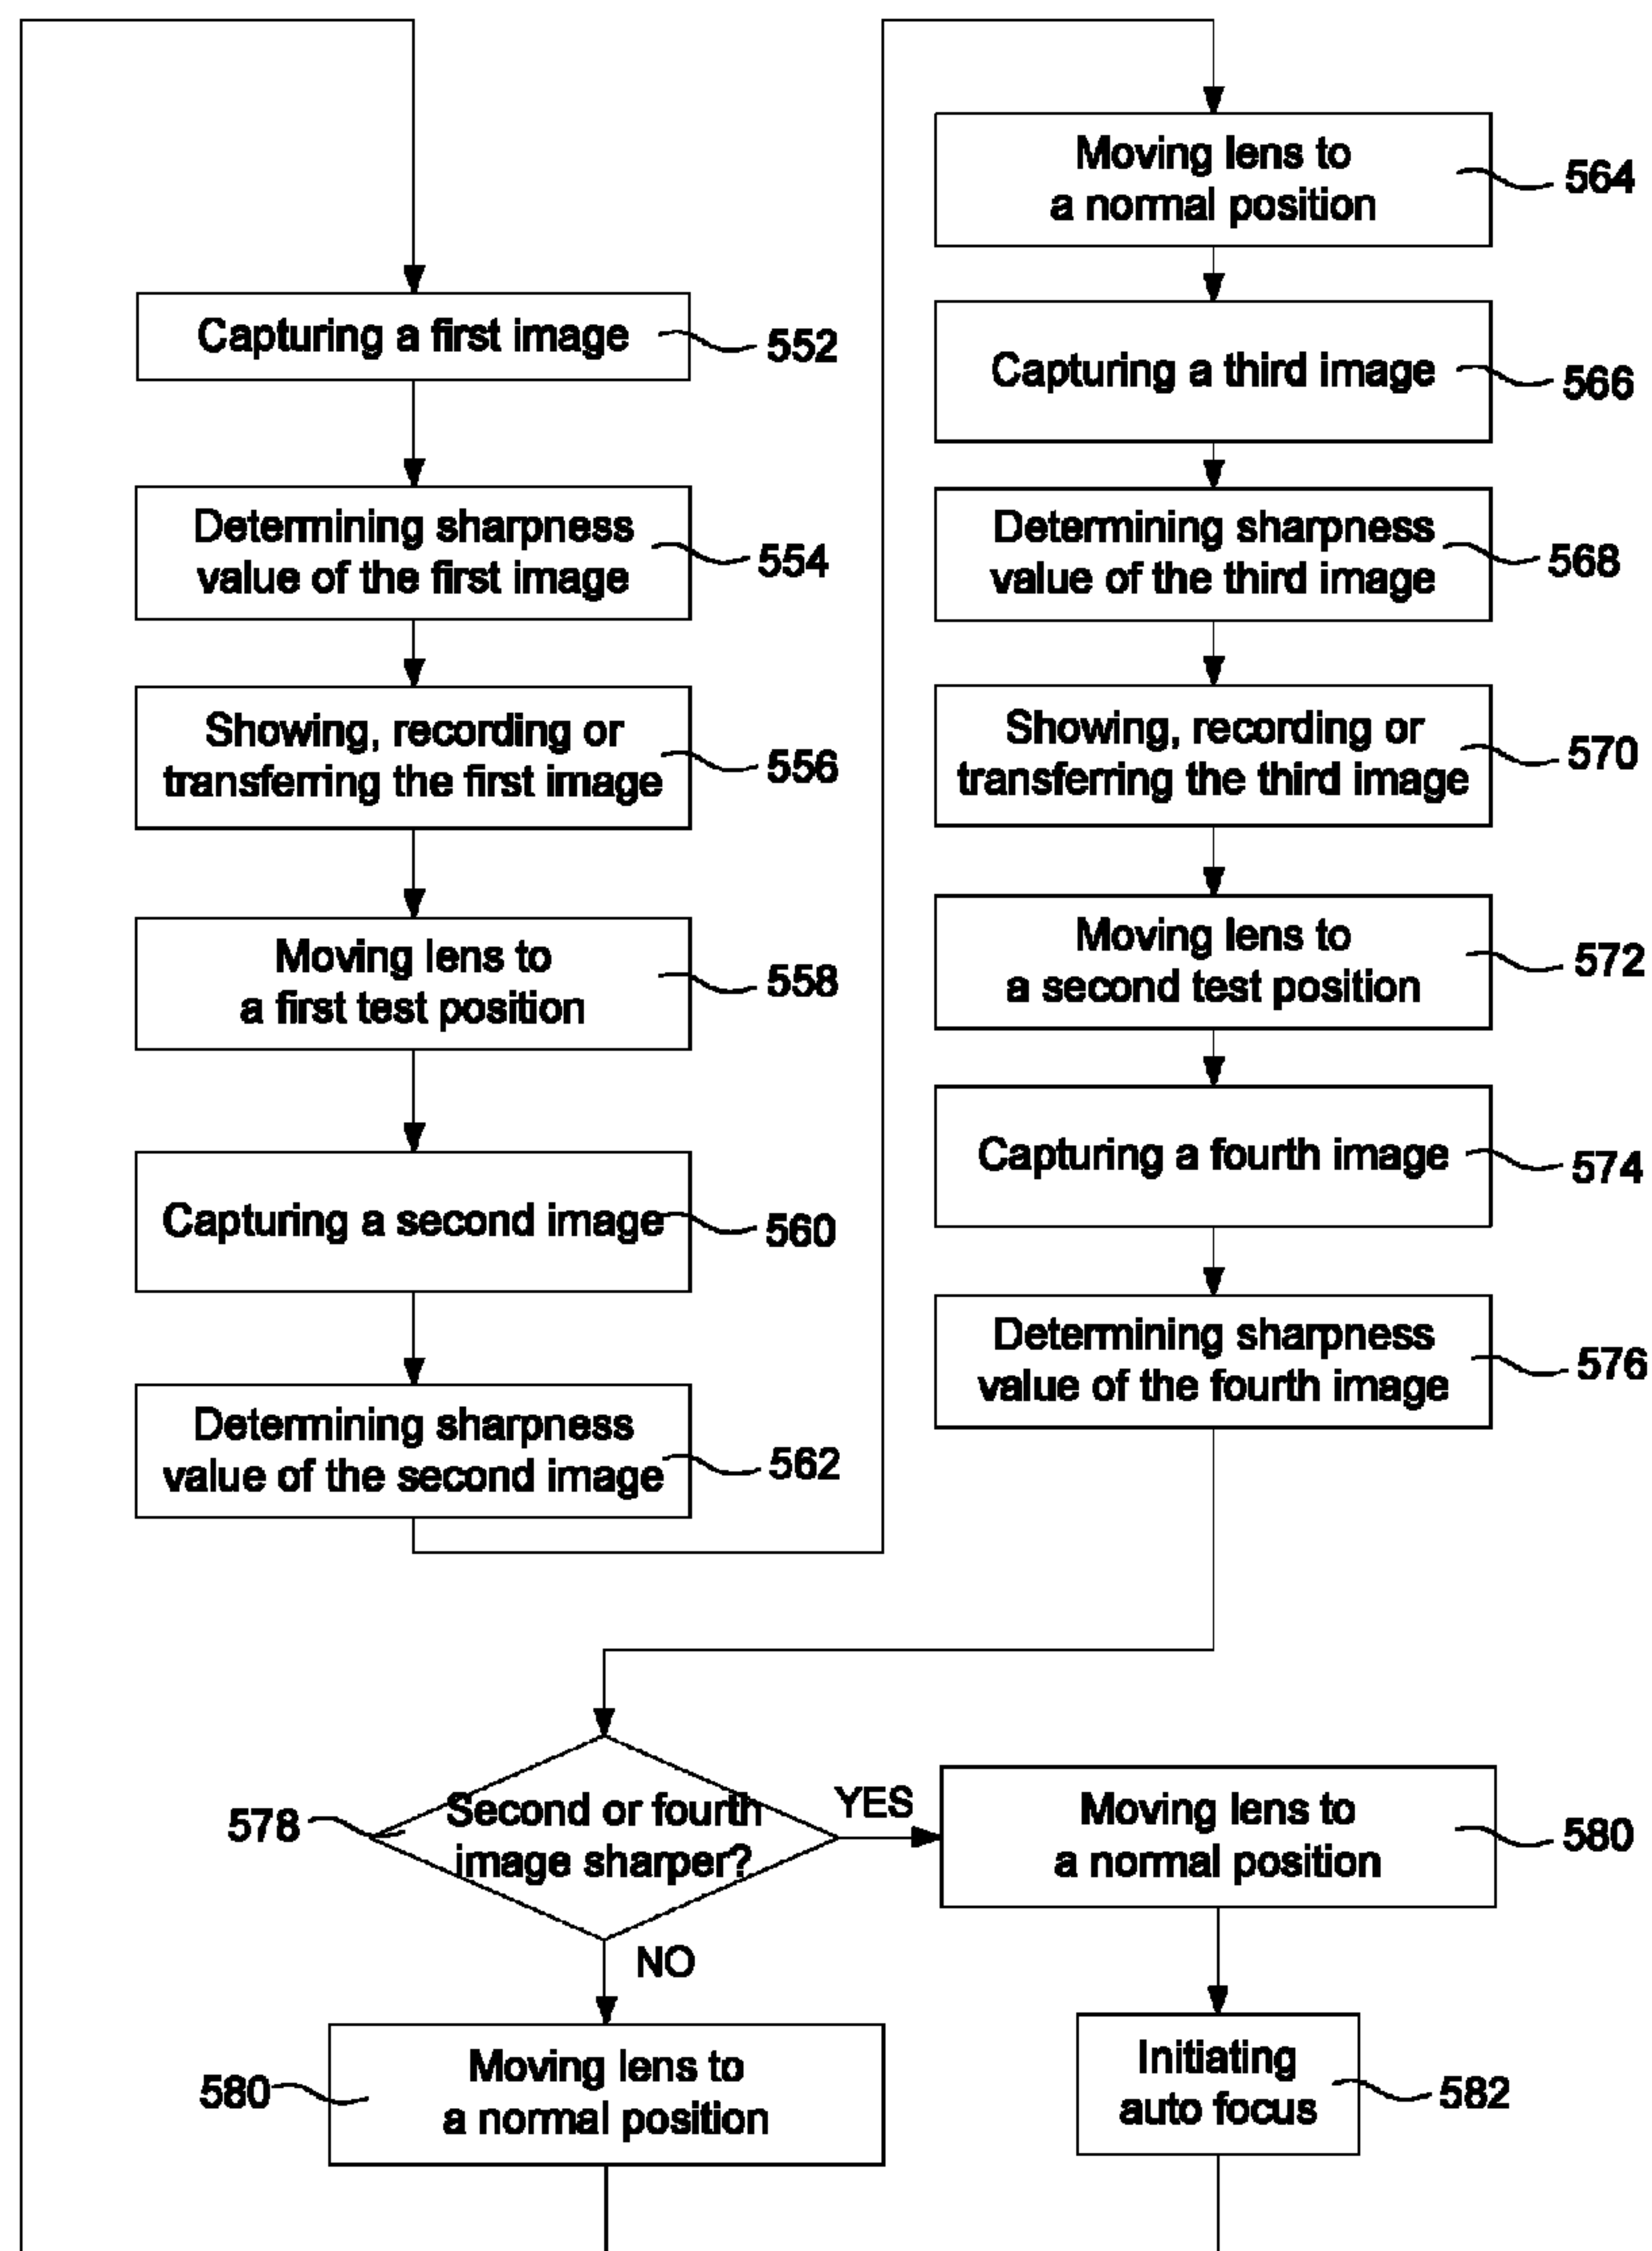 Capturing a first image
552
Determining sharpness
value of the first image
554
Showing, recording or
transferring the first image
556
Moving lens to
a first test position
558
Capturing a second image
560
Determining sharpness
value of the second image
562
Moving lens to
a normal position
564
Capturing a third image
566
Determining sharpness
value of the third image
568
Showing, recording or
transferring the third image
570
Moving lens to
a second test position
572
Capturing a fourth image
574
Determining sharpness
value of the fourth image
576
578
Second or fourth
image sharper?
YES
Moving lens to
a normal position
580
NO
580
Moving lens to
a normal position
Initiating
auto focus
582